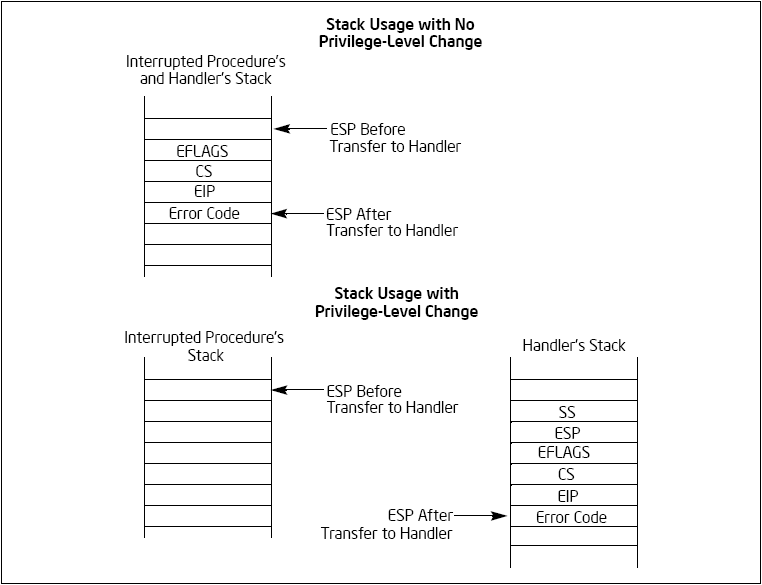 Stack Usage with No
Privilege-Level Change
Interrupted Procedure's
and Handler's Stack
ESP Before
Transfer to Handler
EFLAGS
CS
EIP
Error Code
ESP After
Transfer to Handler
Stack Usage with
Privilege-Level Change
Interrupted Procedure's
Stack
Handler's Stack
ESP Before
Transfer to Handler
SS
ESP
EFLAGS
CS
EIP
ESP After
Transfer to Handler
Error Code